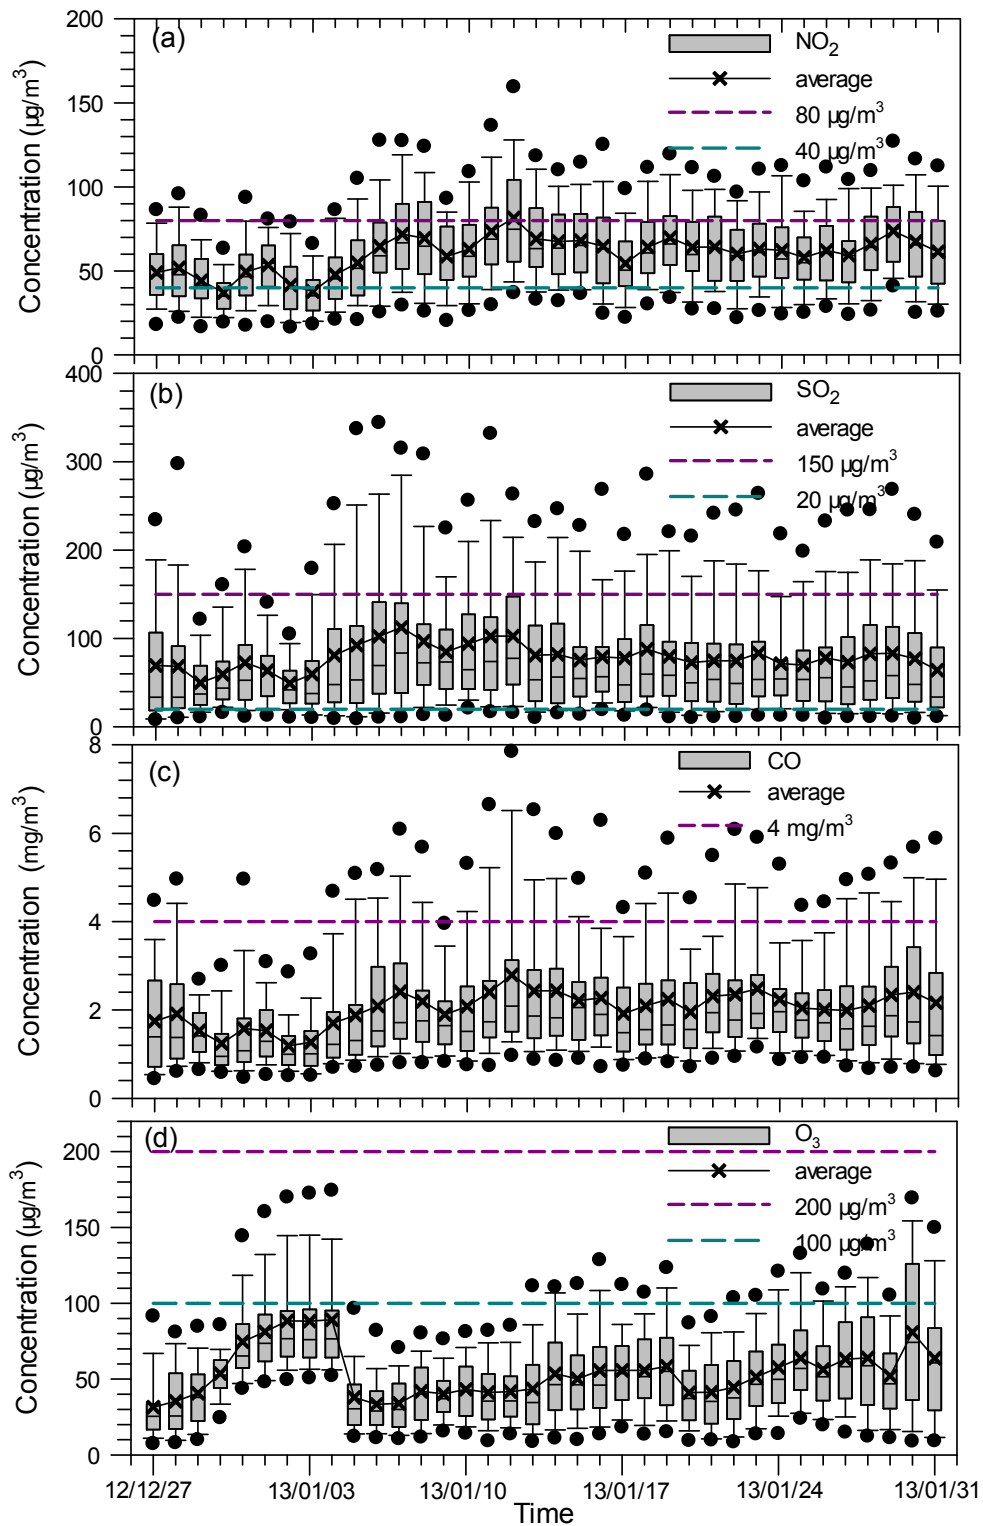 (a)
NO2
average
80 µg/m3
40 µg/m3
Concentration (µg/m3)
200
150
100
50
0
(b)
SO2
average
150 µg/m3
20 µg/m3
Concentration (µg/m3)
400
300
200
100
0
(c)
CO
average
4 mg/m3
Concentration (mg/m3)
8
6
4
2
0
(d)
O3
average
200 µg/m3
100 µg/m3
Concentration (µg/m3)
200
150
100
50
0
12/12/27 13/01/03 13/01/10 13/01/17 13/01/24 13/01/31
Time